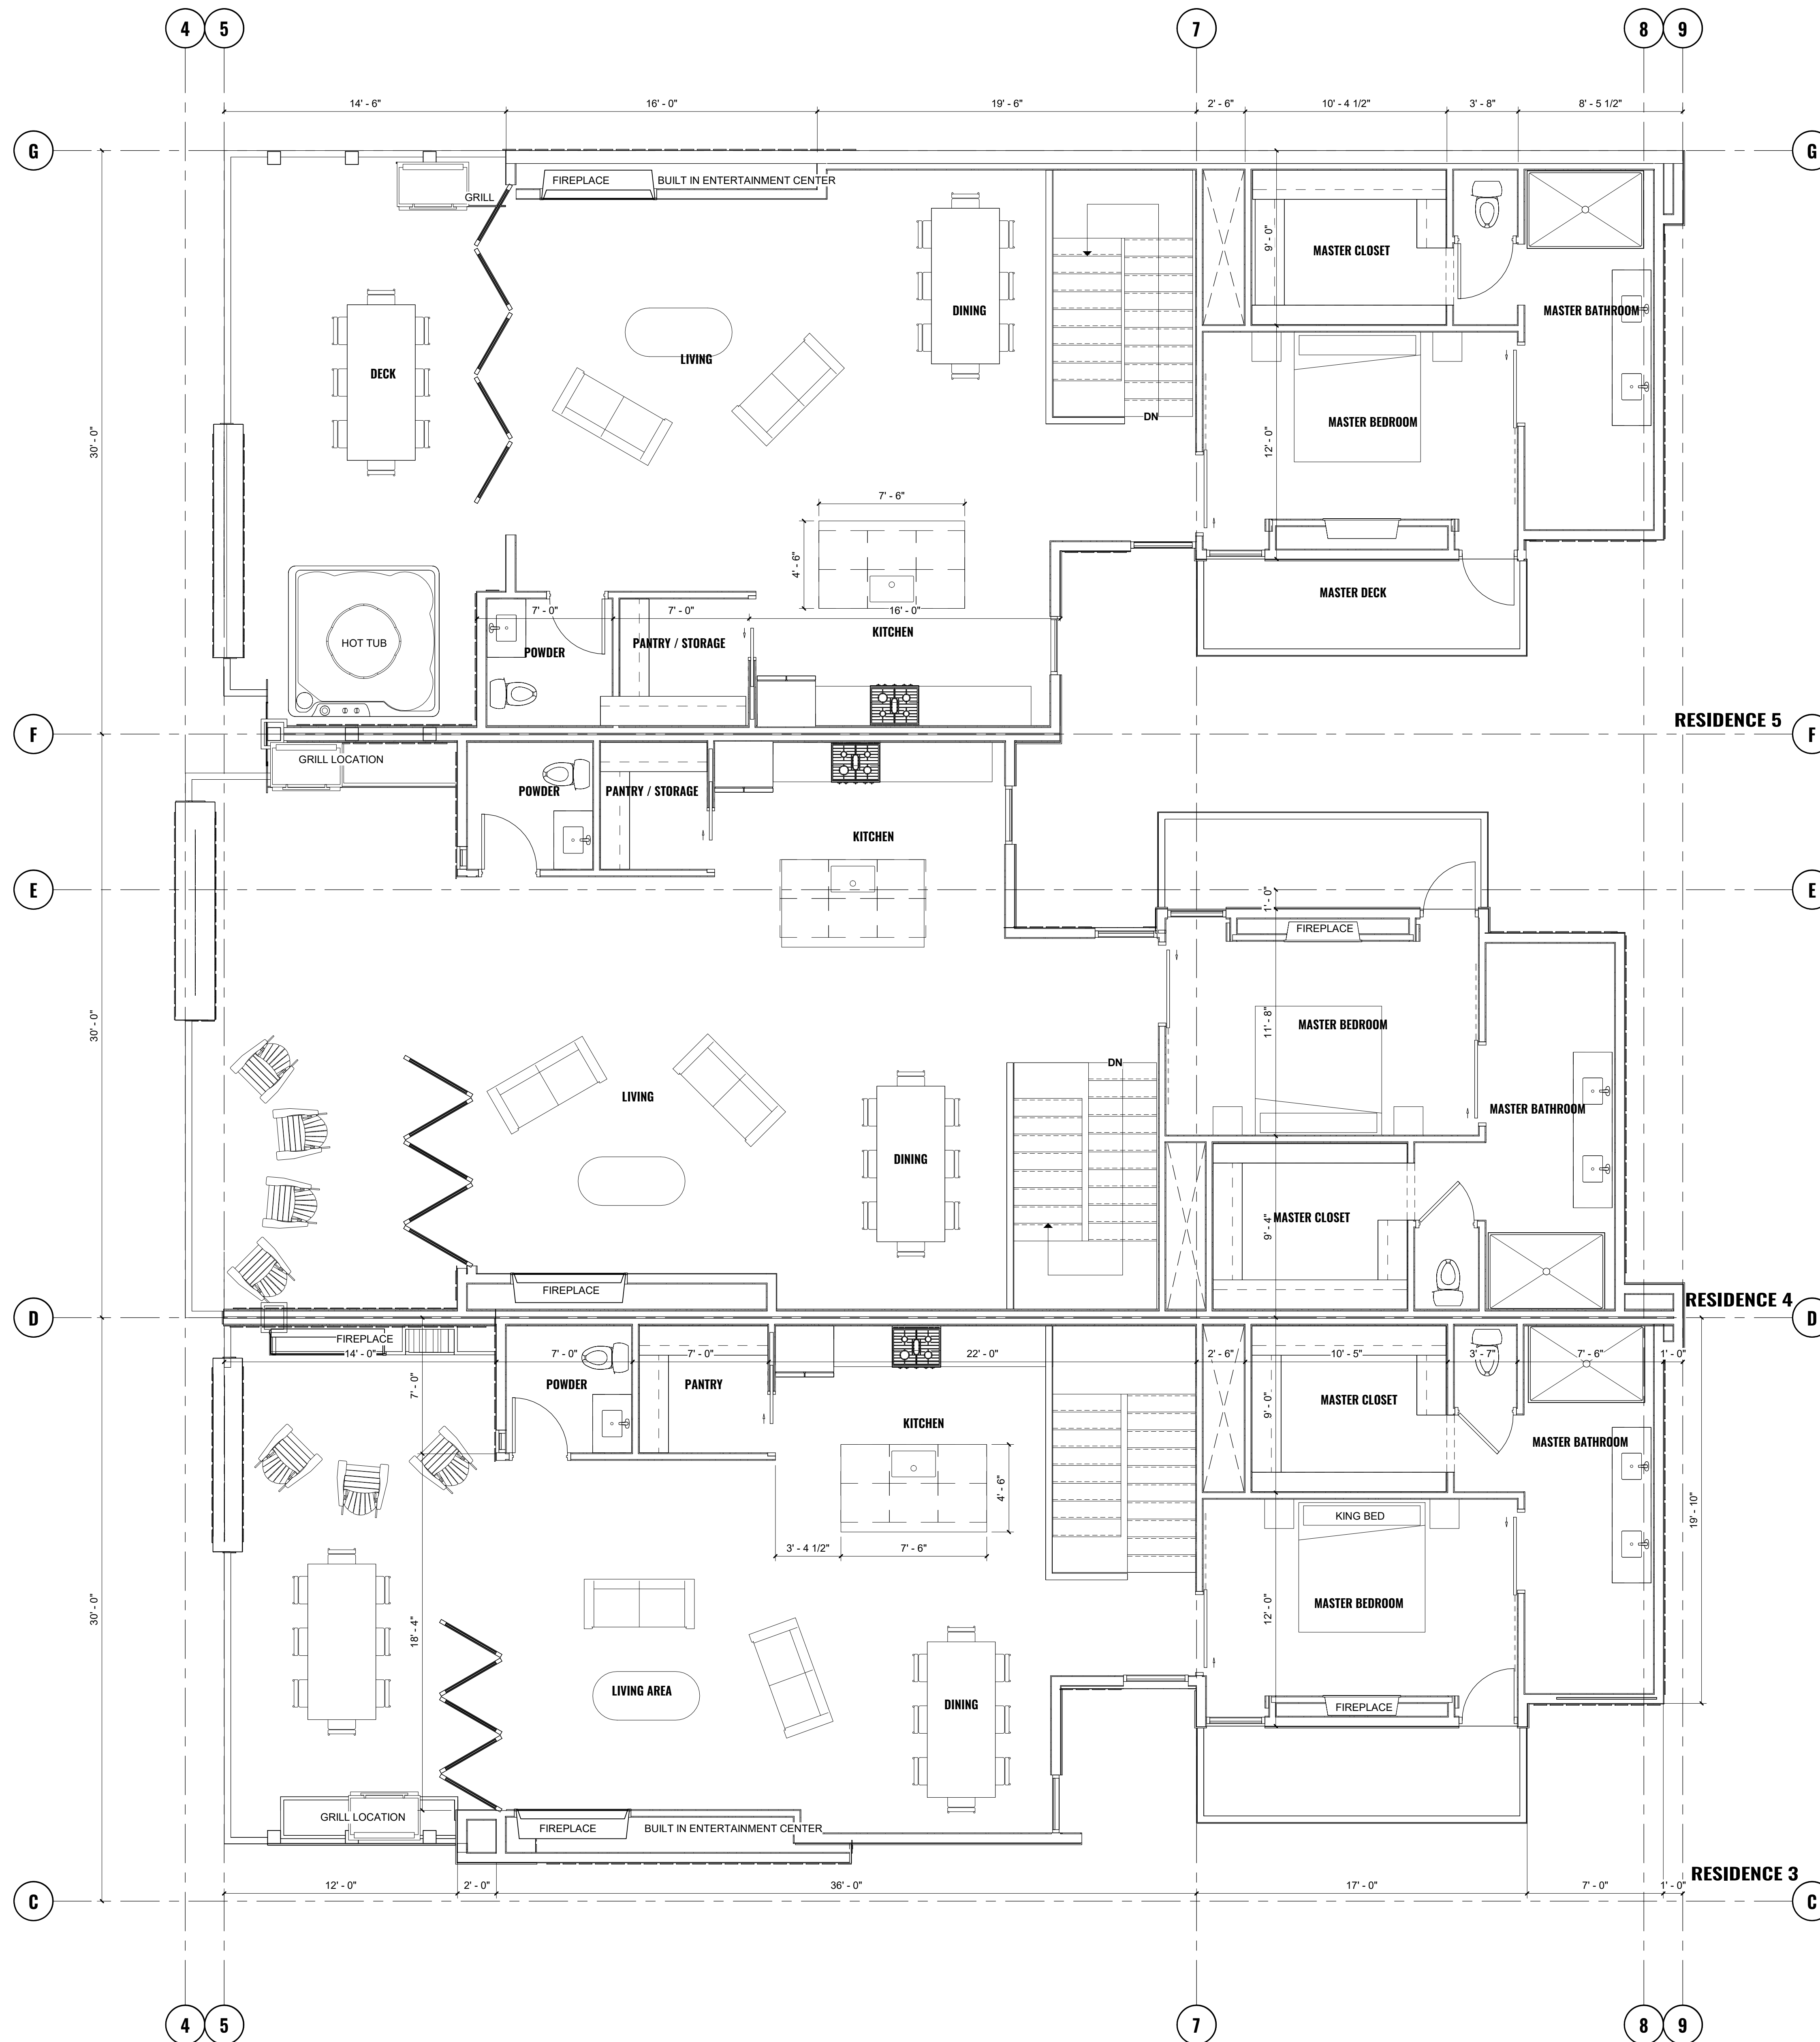 4 5 7 8 9
14' - 6" 16' - 0" 19' - 6" 2' - 6" 10' - 4 1/2" 3' - 8" 8' - 5 1/2"
G G
FIREPLACE BUILT IN ENTERTAINMENT CENTER
GRILL
9' - 0"
MASTER CLOSET
DINING
MASTER BATHROOM
LIVING
DECK
DN
MASTER BEDROOM
30' - 0"
12' - 0"
7' - 6"
4' - 6"
MASTER DECK
7' - 0" 7' - 0" 16' - 0"
KITCHEN
HOT TUB
POWDER
PANTRY / STORAGE
RESIDENCE 5
F F
GRILL LOCATION
POWDER
PANTRY / STORAGE
KITCHEN
E E
1' - 0"
FIREPLACE
30' - 0"
11' - 8"
MASTER BEDROOM
DN
LIVING
MASTER BATHROOM
DINING
9' - 4"
MASTER CLOSET
FIREPLACE
RESIDENCE 4
D D
FIREPLACE
14' - 0" 7' - 0" 7' - 0" 22' - 0" 2' - 6" 10' - 5" 3' - 7" 7' - 6" 1' - 0"
7' - 0"
POWDER
PANTRY
MASTER CLOSET
9' - 0"
KITCHEN
MASTER BATHROOM
4' - 6"
KING BED
19' - 10"
3' - 4 1/2" 7' - 6"
30' - 0"
18' - 4"
12' - 0"
MASTER BEDROOM
LIVING AREA
DINING
FIREPLACE
GRILL LOCATION
FIREPLACE BUILT IN ENTERTAINMENT CENTER
RESIDENCE 3
12' - 0" 2' - 0" 36' - 0" 17' - 0" 7' - 0" 1' - 0"
C C
4 5 7 8 9